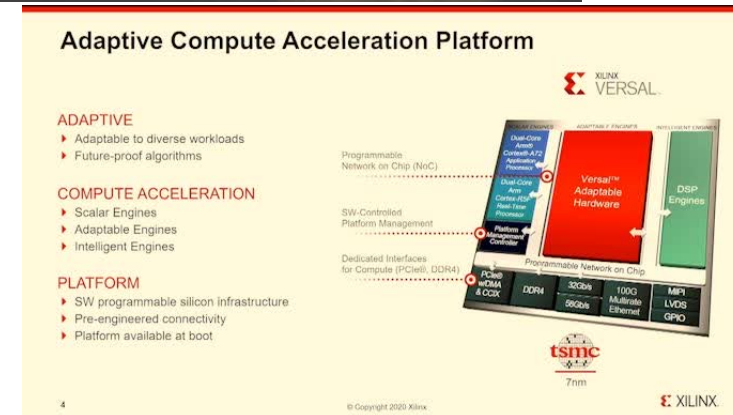 Adaptive Compute Acceleration Platform
XILINX
VERSAL™
ADAPTIVE
Adaptable to diverse workloads
Future-proof algorithms
COMPUTE ACCELERATION
Scalar Engines
Adaptable Engines
Intelligent Engines
PLATFORM
SW programmable silicon infrastructure
Pre-engineered connectivity
Platform available at boot
Programmable
Network on Chip (NoC)
SW-Controlled
Platform Management
Dedicated Interfaces
for Compute (PCIe®, DDR4)
SCALAR ENGINES
ADAPTABLE ENGINES
INTELLIGENT ENGINES
Dual-Core
Arm®
Cortex®-A72
Application
Processor
Dual-Core
Arm
Cortex-R5F
Real-Time
Processor
Platform
Management
Controller
Versal™
Adaptable
Hardware
DSP
Engines
Programmable Network on Chip
PCIe®
w/DMA
& CCIX
DDR4
32Gb/s
58Gb/s
100G
Multirate
Ethernet
MIPI
LVDS
GPIO
tsmc
7nm
4
© Copyright 2020 Xilinx
XILINX.